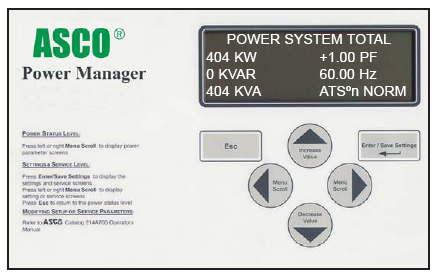 ASCO®
Power Manager
POWER SYSTEM TOTAL
404 KW +1.00 PF
0 KVAR 60.00 Hz
404 KVA ATSºn NORM
POWER STATUS LEVEL:
Press left or right Menu Scroll to display power
parameter screens
SETTINGS & SERVICE LEVEL:
Press Enter/Save Settings to display the
settings and service screens
Press left or right Menu Scroll to display
setting or service screens
Press Esc to return to the power status level
MODIFYING SETUP OR SERVICE PARAMETERS:
Refer to ASCO Catalog 214A700 Operators
Manual
Esc
Increase
Value
Enter / Save Settings
Menu
Scroll
Menu
Scroll
Decrease
Value